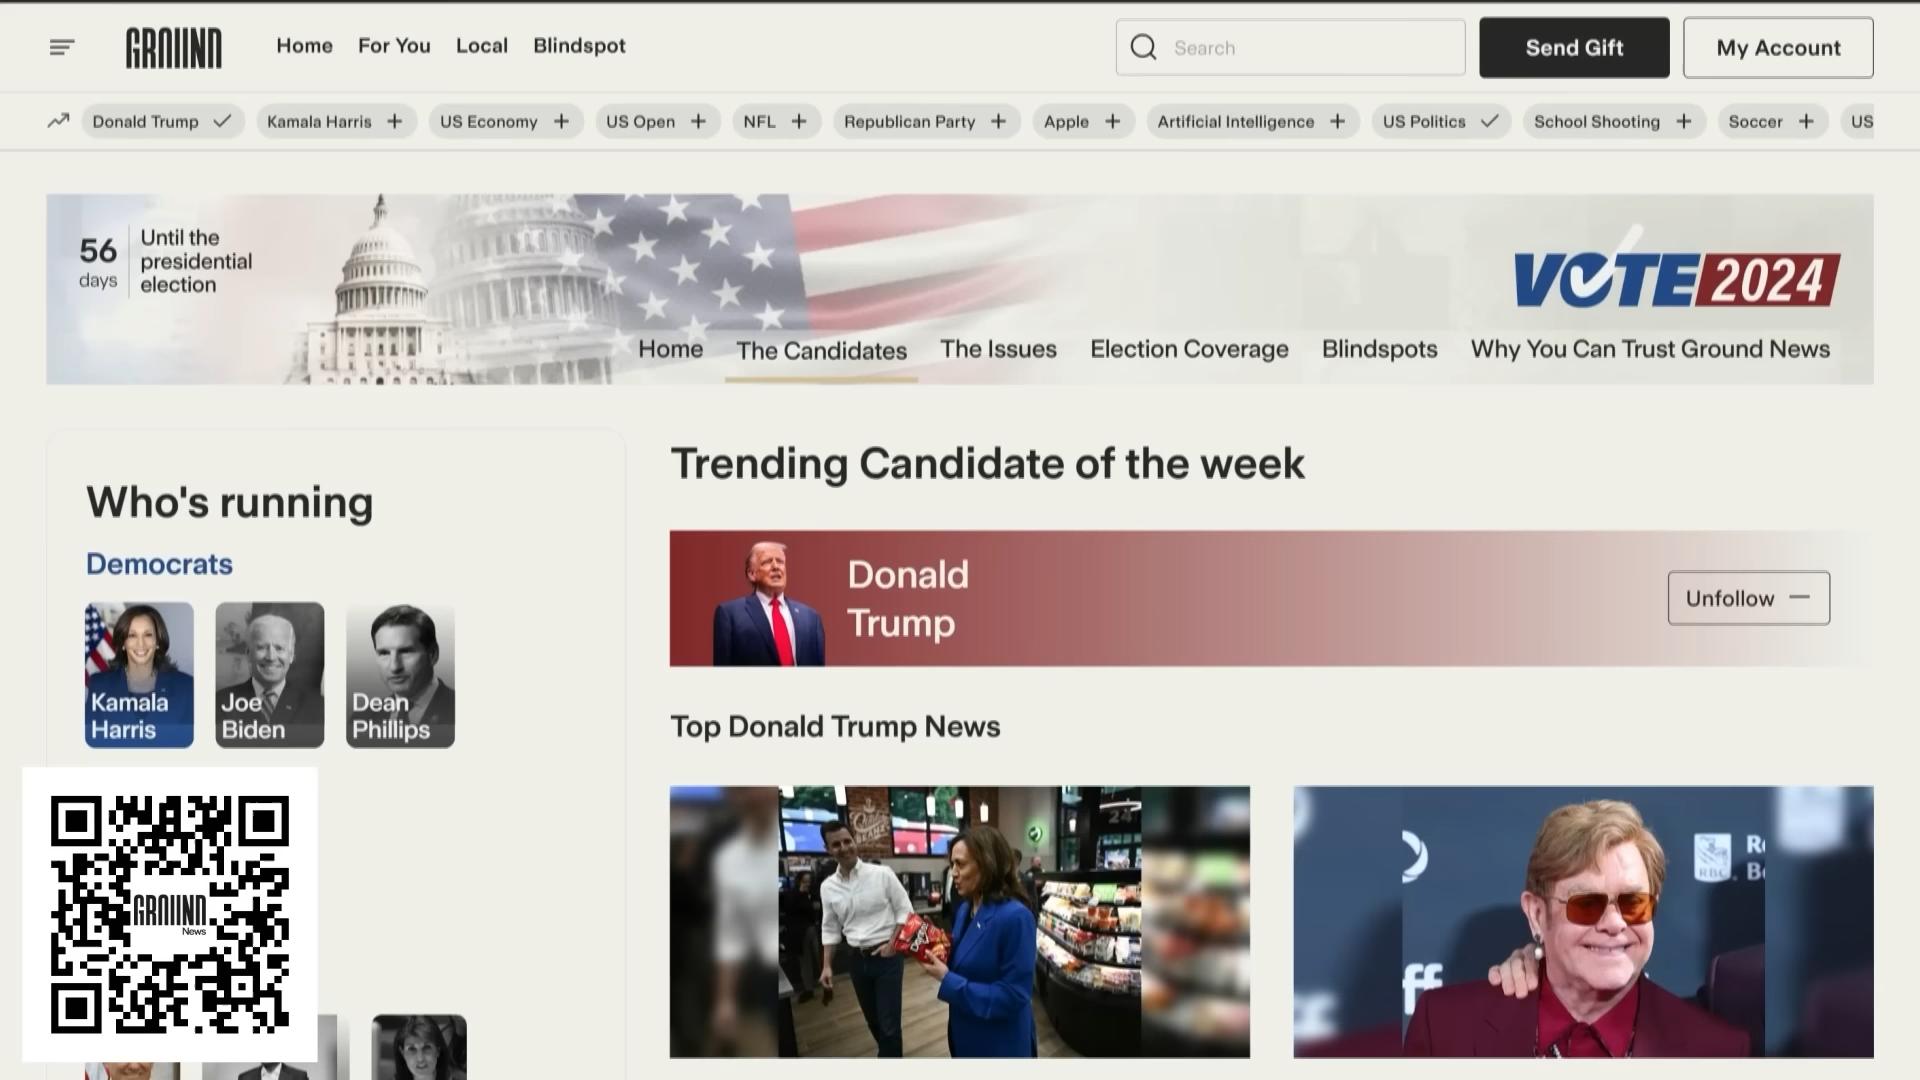 GROUND
Home For You Local Blindspot
Search
Send Gift
My Account
Donald Trump
Kamala Harris
US Economy
US Open
NFL
Republican Party
Apple
Artificial Intelligence
US Politics
School Shooting
Soccer
US
56 days
Until the
presidential
election
VOTE 2024
Home The Candidates The Issues Election Coverage Blindspots Why You Can Trust Ground News
Who's running
Democrats
Kamala
Harris
Joe
Biden
Dean
Phillips
Trending Candidate of the week
Donald
Trump
Unfollow
Top Donald Trump News
24
RBC
GROUND
News